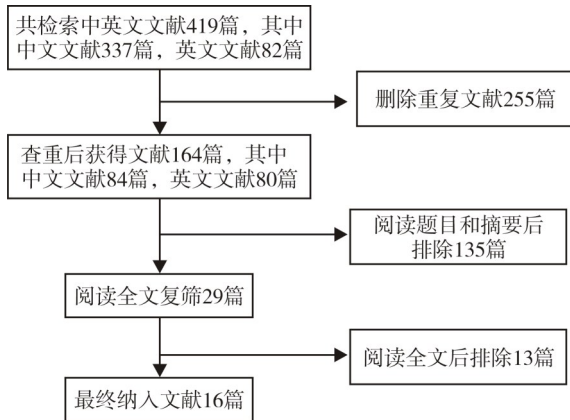 共检索中英文文献419篇，其中
中文文献337篇，英文文献82篇
删除重复文献255篇
查重后获得文献164篇，其中
中文文献84篇，英文文献80篇
阅读题目和摘要后
排除135篇
阅读全文复筛29篇
阅读全文后排除13篇
最终纳入文献16篇